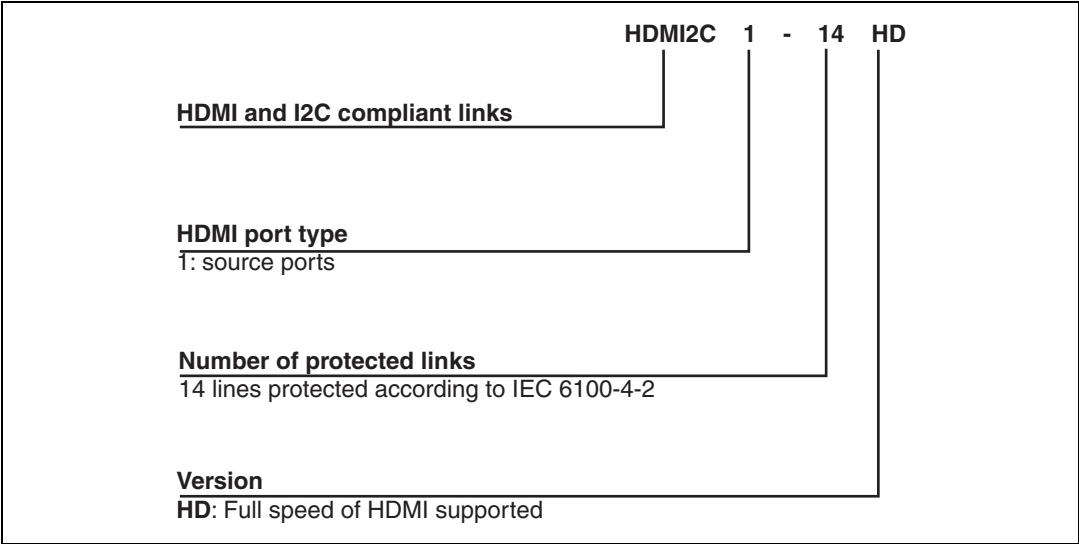 HDMI2C 1 - 14 HD
HDMI and I2C compliant links
HDMI port type
1: source ports
Number of protected links
14 lines protected according to IEC 6100-4-2
Version
HD: Full speed of HDMI supported